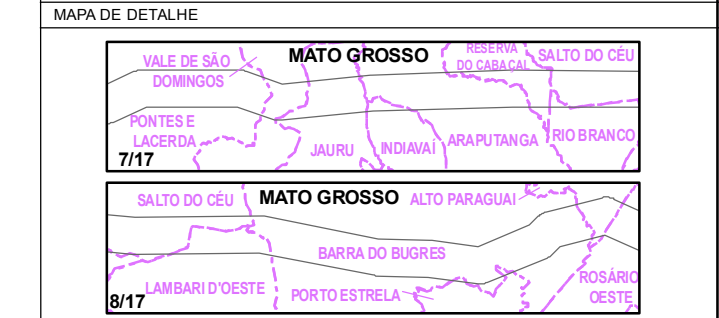 MAPA DE DETALHE
VALE DE SÃO
DOMINGOS
MATO GROSSO
RESERVA
DO CABAÇAL
SALTO DO CÉU
PONTES E
LACERDA
JAURU
INDIAVAÍ
ARAPUTANGA
RIO BRANCO
7/17
SALTO DO CÉU
MATO GROSSO
ALTO PARAGUAI
BARRA DO BUGRES
LAMBARI D'OESTE
PORTO ESTRELA
ROSÁRIO
OESTE
8/17